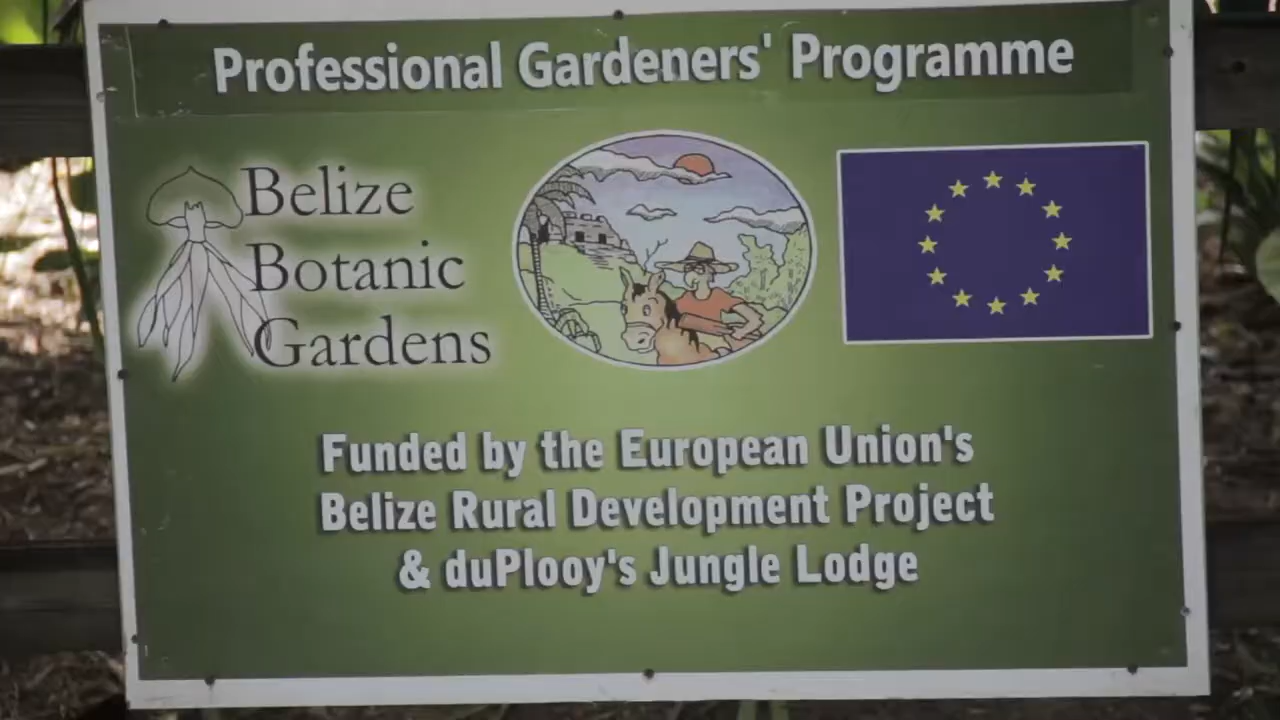 Professional Gardeners' Programme
Belize
Botanic
Gardens
Funded by the European Union's
Belize Rural Development Project
& duPlooy's Jungle Lodge